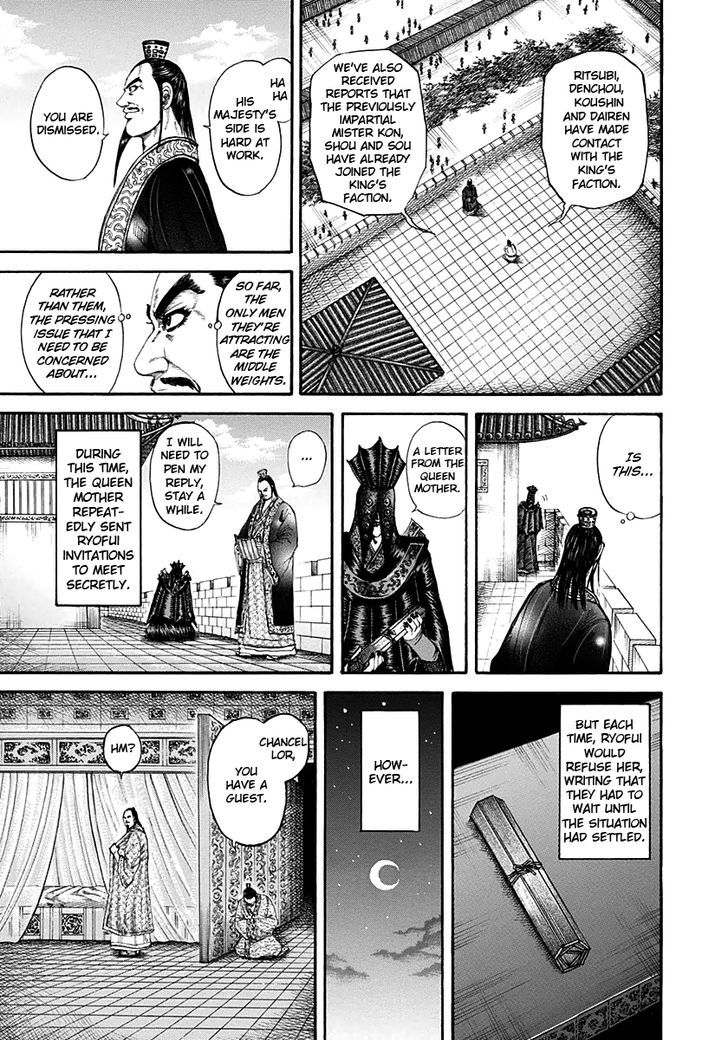 RITSUBI,
DENCHOU,
KOUSHIN
AND DAIREN
HAVE MADE
CONTACT
WITH THE
KING'S
FACTION.
WE'VE ALSO
RECEIVED
REPORTS THAT
THE PREVIOUSLY
IMPARTIAL
MISTER KON,
SHOU AND SOU
HAVE ALREADY
JOINED THE
KING'S
FACTION.
HA
HA
HIS
MAJESTY'S
SIDE IS
HARD AT
WORK.
YOU ARE
DISMISSED.
SO FAR,
THE
ONLY MEN
THEY'RE
ATTRACTING
ARE THE
MIDDLE
WEIGHTS.
RATHER
THAN THEM,
THE PRESSING
ISSUE THAT I
NEED TO BE
CONCERNED
ABOUT...
IS
THIS...
A LETTER
FROM THE
QUEEN
MOTHER.
...
I WILL
NEED TO
PEN MY
REPLY,
STAY A
WHILE.
DURING
THIS TIME,
THE QUEEN
MOTHER
REPEAT-
EDLY SENT
RYOFUI
INVITATIONS
TO MEET
SECRETLY.
BUT EACH
TIME, RYOFUI
WOULD
REFUSE HER,
WRITING THAT
THEY HAD TO
WAIT UNTIL
THE SITUATION
HAD SETTLED.
HOW-
EVER...
CHANCEL
LOR,
YOU
HAVE A
GUEST.
HM?